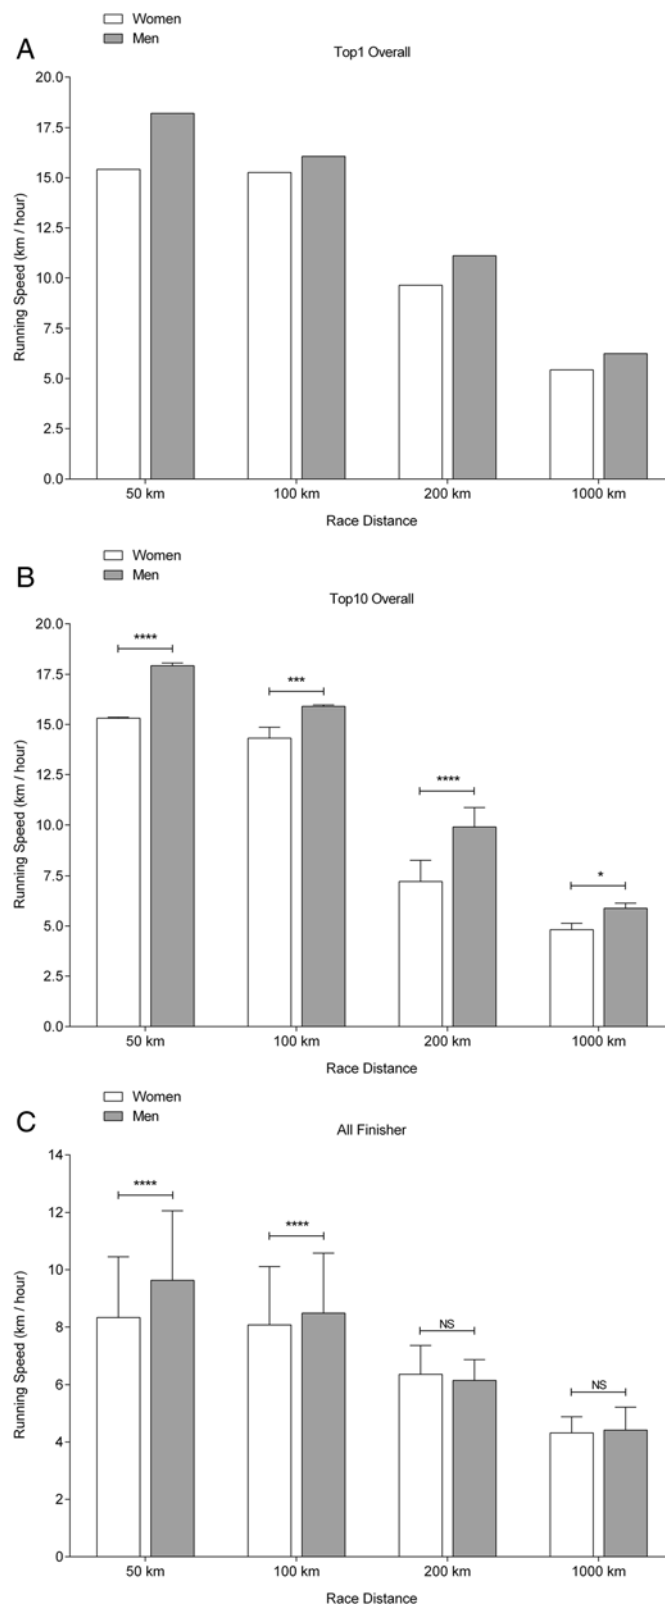 Women
Men
A
Top1 Overall
20.0
17.5
15.0
12.5
10.0
7.5
5.0
2.5
0.0
Running Speed (km / hour)
50 km 100 km 200 km 1000 km
Race Distance
Women
Men
B
Top10 Overall
20.0
17.5
15.0
12.5
10.0
7.5
5.0
2.5
0.0
Running Speed (km / hour)
****
***
****
*
50 km 100 km 200 km 1000 km
Race Distance
Women
Men
C
All Finisher
14
12
10
8
6
4
2
0
Running Speed (km / hour)
****
****
NS
NS
50 km 100 km 200 km 1000 km
Race Distance